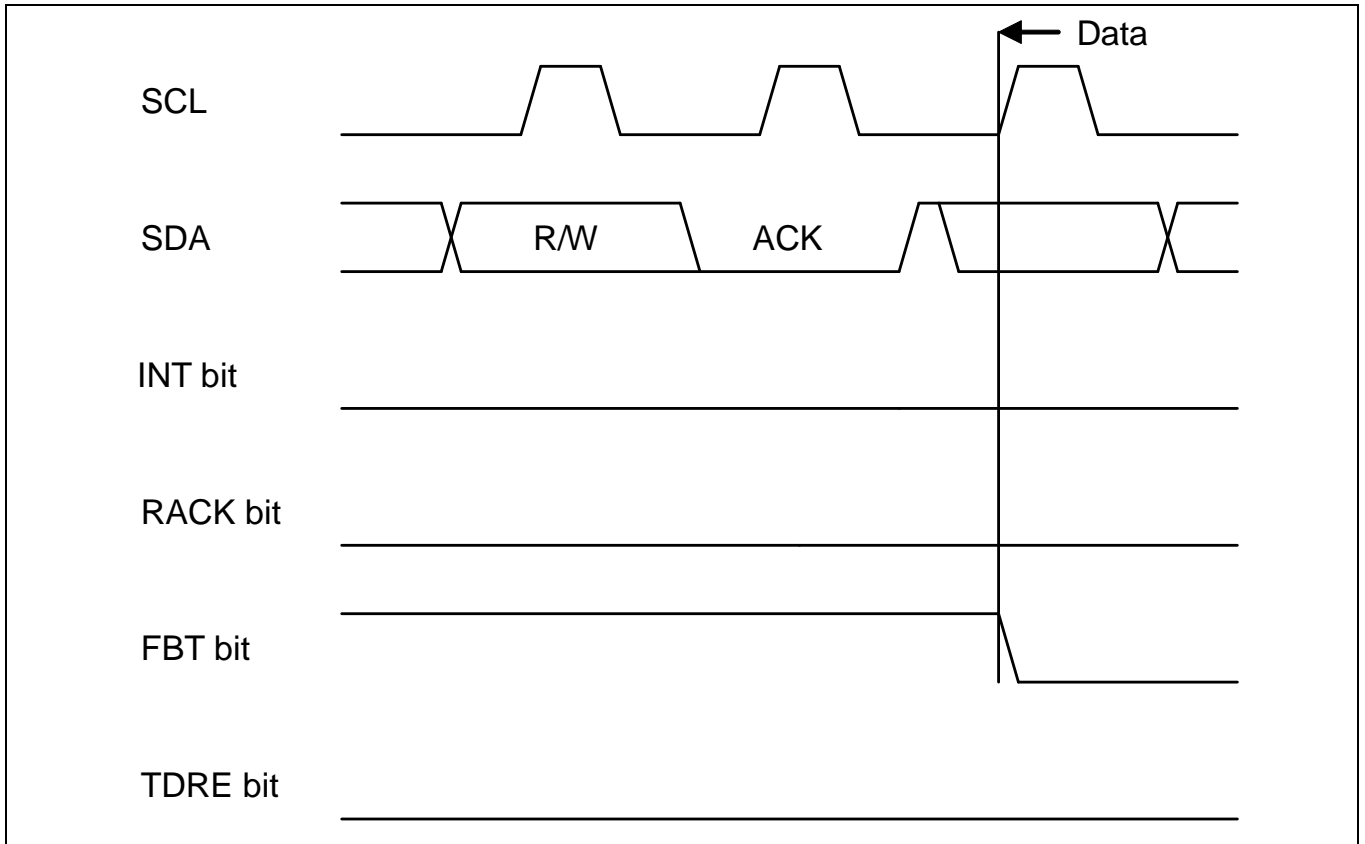 Data
SCL
SDA
R/W
ACK
INT bit
RACK bit
FBT bit
TDRE bit